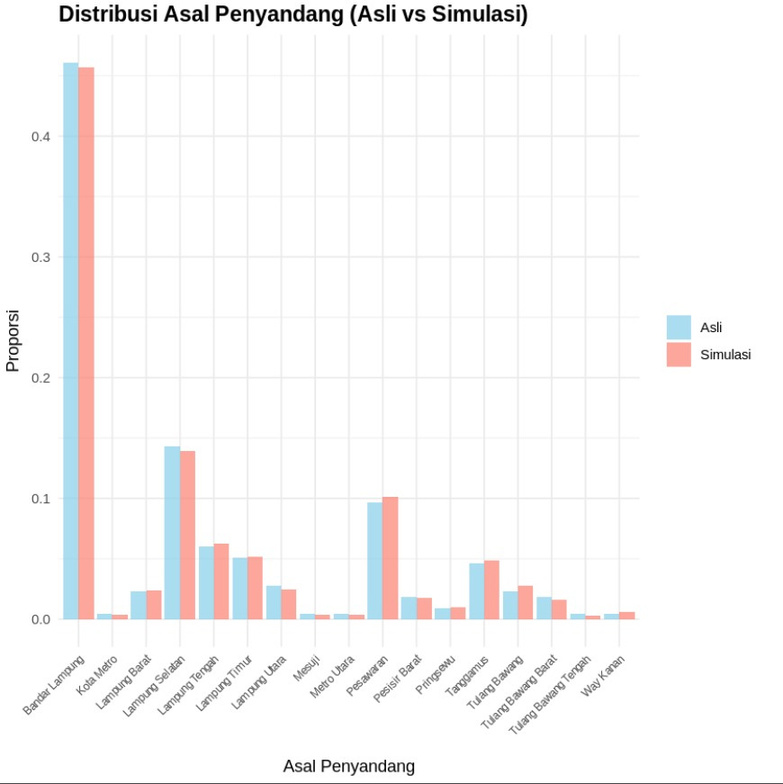 Distribusi Asal Penyandang (Asli vs Simulasi)
Proporsi
0.4
0.3
0.2
0.1
0.0
Bandar Lampung
Kota Metro
Lampung Barat
Lampung Selatan
Lampung Tengah
Lampung Timur
Lampung Utara
Mesuji
Metro Utara
Pesawaran
Pesisir Barat
Pringsewu
Tanggamus
Tulang Bawang
Tulang Bawang Barat
Tulang Bawang Tengah
Way Kanan
Asal Penyandang
Asli
Simulasi